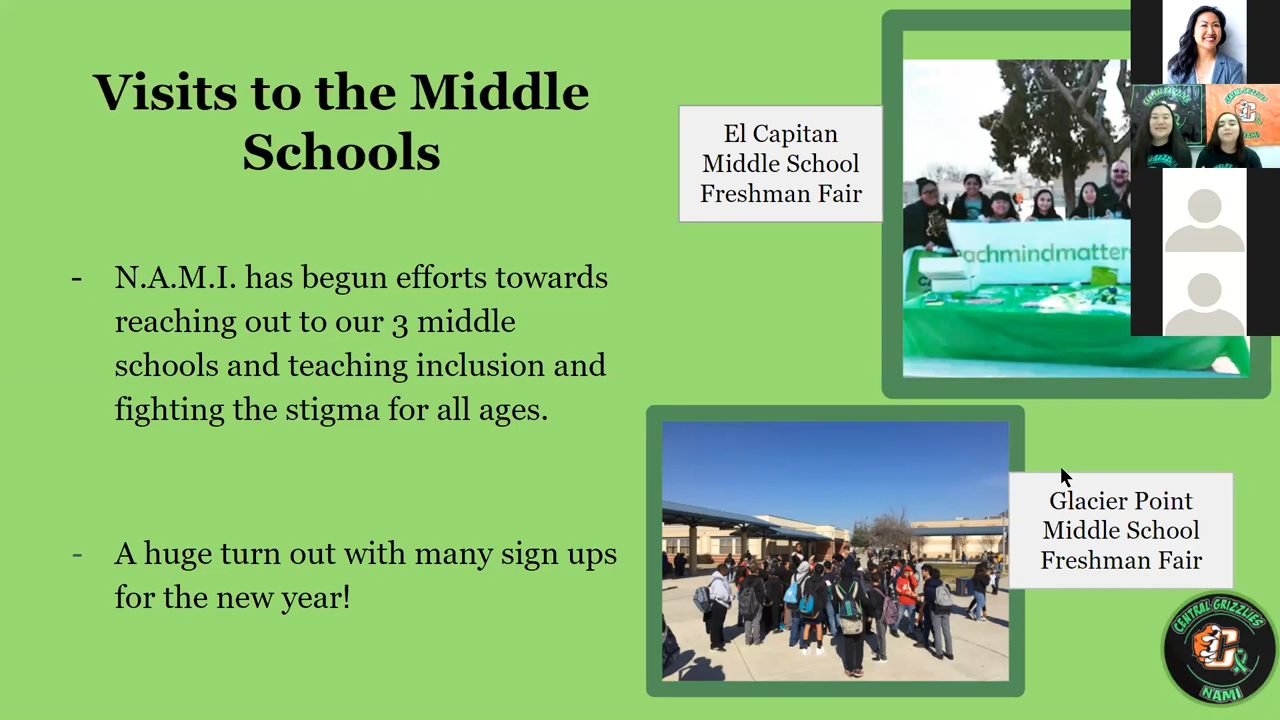 Visits to the Middle
Schools
- N.A.M.I. has begun efforts towards
reaching out to our 3 middle
schools and teaching inclusion and
fighting the stigma for all ages.
- A huge turn out with many sign ups
for the new year!
El Capitan
Middle School
Freshman Fair
achmindmatters
Glacier Point
Middle School
Freshman Fair
CENTRAL GRIZZLIES
C
NAMI